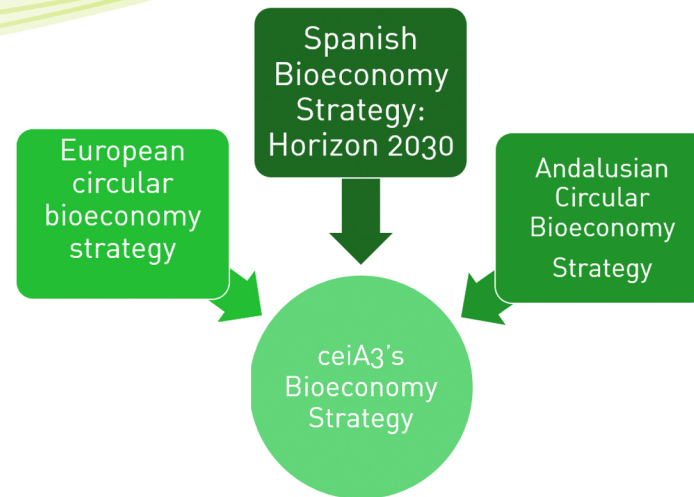 Spanish
Bioeconomy
Strategy:
Horizon 2030
European
circular
bioeconomy
strategy
Andalusian
Circular
Bioeconomy
Strategy
ceiA3's
Bioeconomy
Strategy